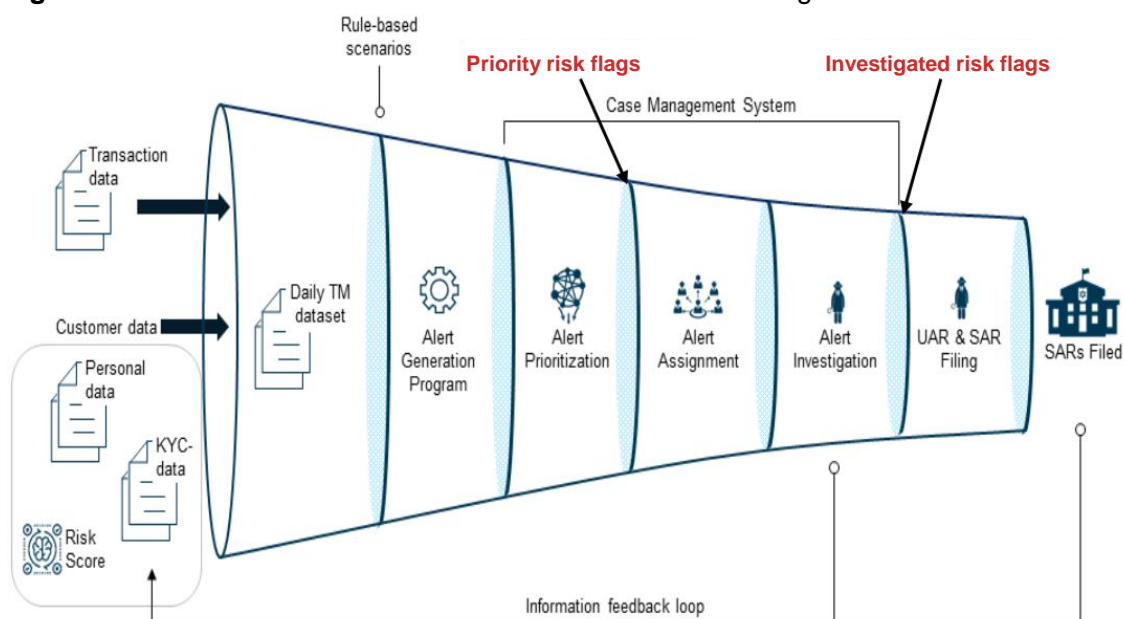 Rule-based
scenarios
Priority risk flags
Investigated risk flags
Case Management System
Transaction
data
Customer data
Personal
data
KYC-
data
Risk
Score
Daily TM
dataset
Alert
Generation
Program
Alert
Prioritization
Alert
Assignment
Alert
Investigation
UAR & SAR
Filing
SARs Filed
Information feedback loop